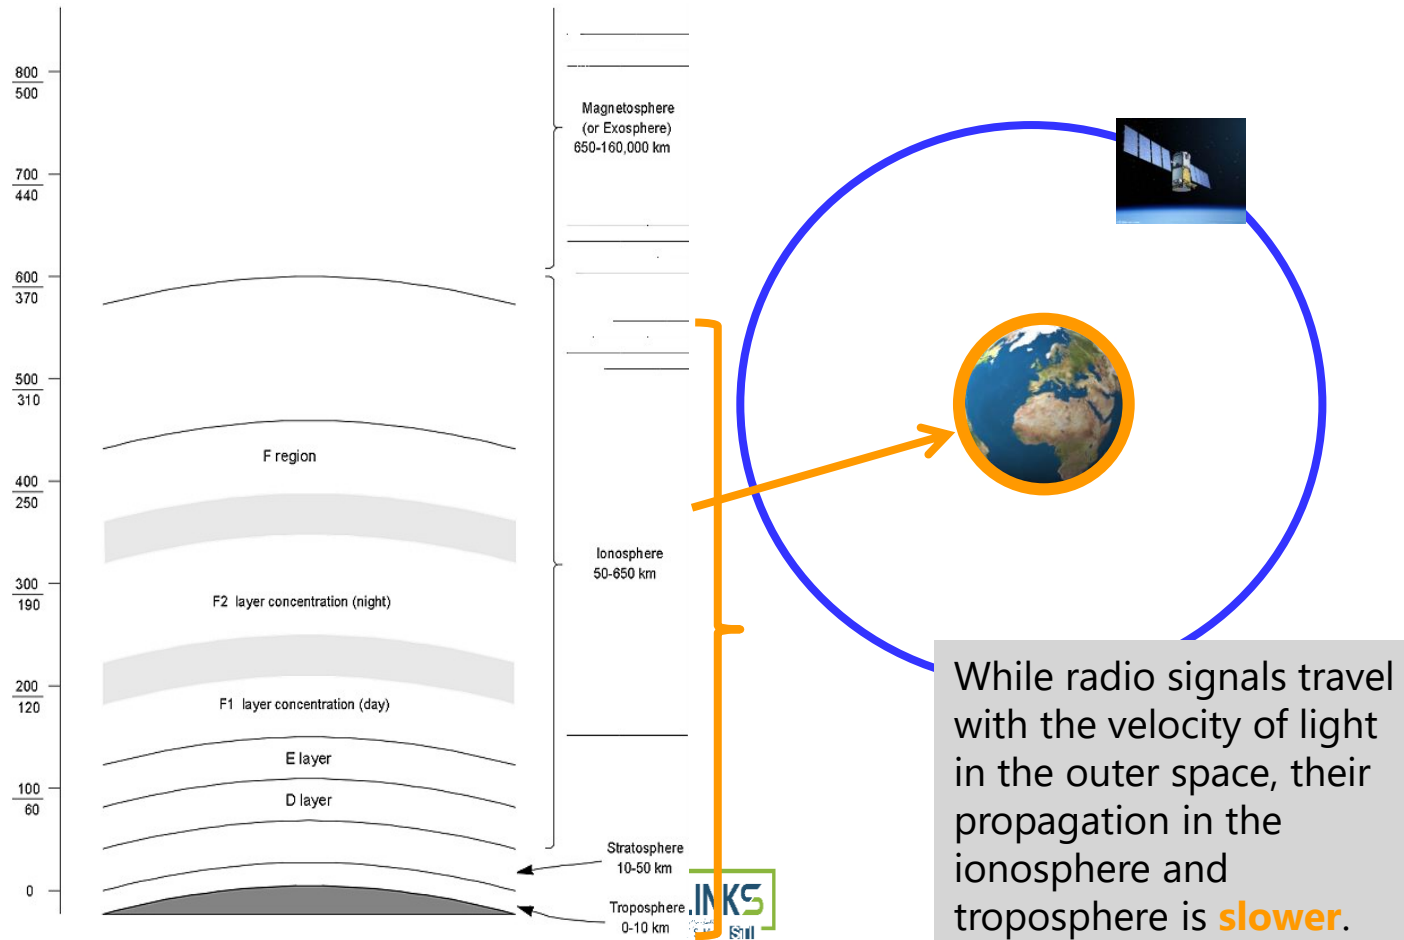 800
500
700
440
600
370
500
310
400
250
300
190
200
120
100
60
0
F region
F2 layer concentration (night)
F1 layer concentration (day)
E layer
D layer
Magnetosphere
(or Exosphere)
650-160,000 km
Ionosphere
50-650 km
Stratosphere
10-50 km
Troposphere
0-10 km
INKS
While radio signals travel
with the velocity of light
in the outer space, their
propagation in the
ionosphere and
troposphere is slower.